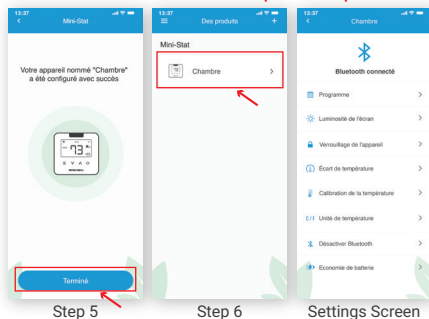 13:37
Mini-Stat
Votre appareil nommé "Chambre"
a été configuré avec succès
73
Terminé
Step 5
13:37
Des produits
Mini-Stat
Chambre
Step 6
13:37
Chambre
Bluetooth connecté
Programme
Luminosité de l'écran
Verrouillage de l'appareil
Écart de température
Calibration de la température
Unité de température
Désactiver Bluetooth
Economie de batterie
Settings Screen